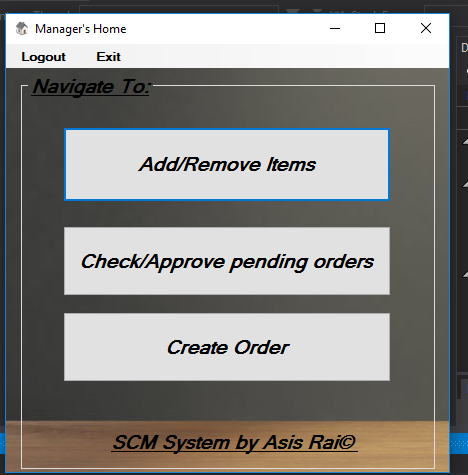 Manager's Home
Logout Exit
Navigate To:
Add/Remove Items
Check/Approve pending orders
Create Order
SCM System by Asis Rai©